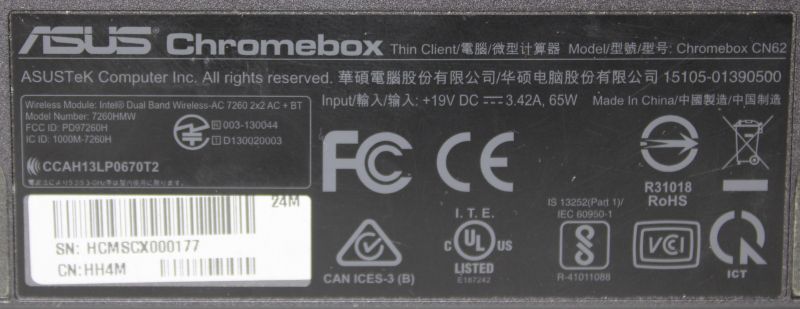 ASUS Chromebox Thin Client/電腦/微型计算器 Model/型號/型号: Chromebox CN62
ASUSTeK Computer Inc. All rights reserved. 華碩電腦股份有限公司/华硕电脑股份有限公司 15105-01390500
Input/輸入/输入: +19V DC 3.42A, 65W Made In China/中國製造/中国制造
Wireless Module: Intel® Dual Band Wireless-AC 7260 2x2 AC + BT
Model Number: 7260HMW
FCC ID: PD97260H
IC ID: 1000M-7260H
R 003-130044
T D130020003
CCAH13LP0670T2
FC CE
R31018
RoHS
24M
SN: HCMSCX000177
CN:HH4M
CAN ICES-3 (B)
I. T. E.
C UL US
LISTED
E187242
IS 13252(Part 1)/
IEC 60950-1
S
R-41011088
VCI
ICT